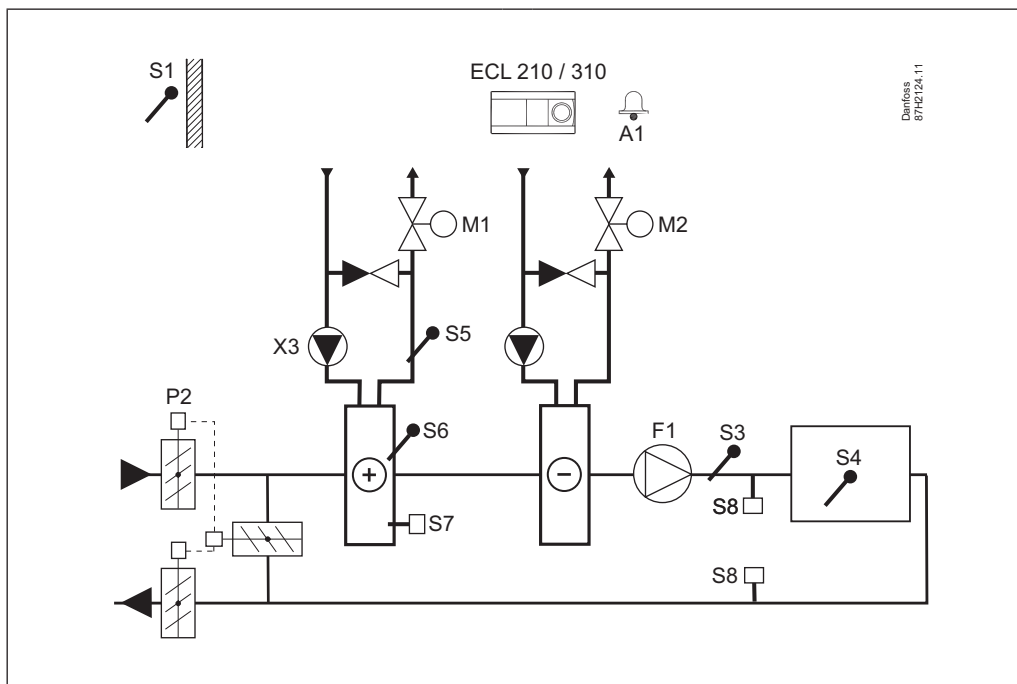 S1
ECL 210 / 310
A1
Danfoss
87H2124.11
M1
M2
X3
S5
P2
S6
F1
S3
S4
+
−
S8
S7
S8